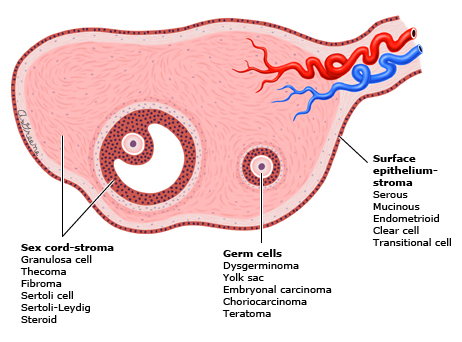 Surface
epithelium-
stroma
Serous
Mucinous
Endometrioid
Clear cell
Transitional cell
Sex cord-stroma
Granulosa cell
Thecoma
Fibroma
Sertoli cell
Sertoli-Leydig
Steroid
Germ cells
Dysgerminoma
Yolk sac
Embryonal carcinoma
Choriocarcinoma
Teratoma